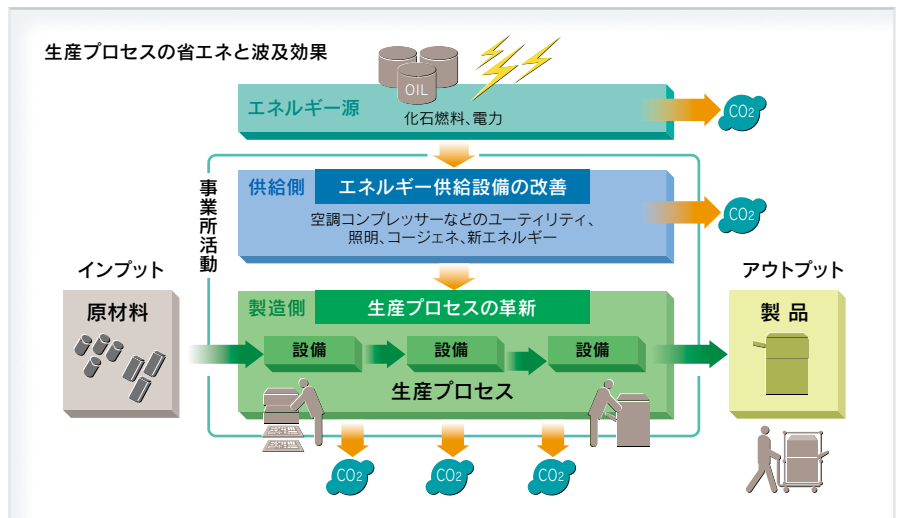 生産プロセスの省エネと波及効果
OIL
エネルギー源
化石燃料、電力
CO2
事業所活動
供給側
エネルギー供給設備の改善
空調コンプレッサーなどのユーティリティ、
照明、コージェネ、新エネルギー
CO2
インプット
原材料
製造側
生産プロセスの革新
設備
設備
設備
生産プロセス
アウトプット
製品
CO2
CO2
CO2